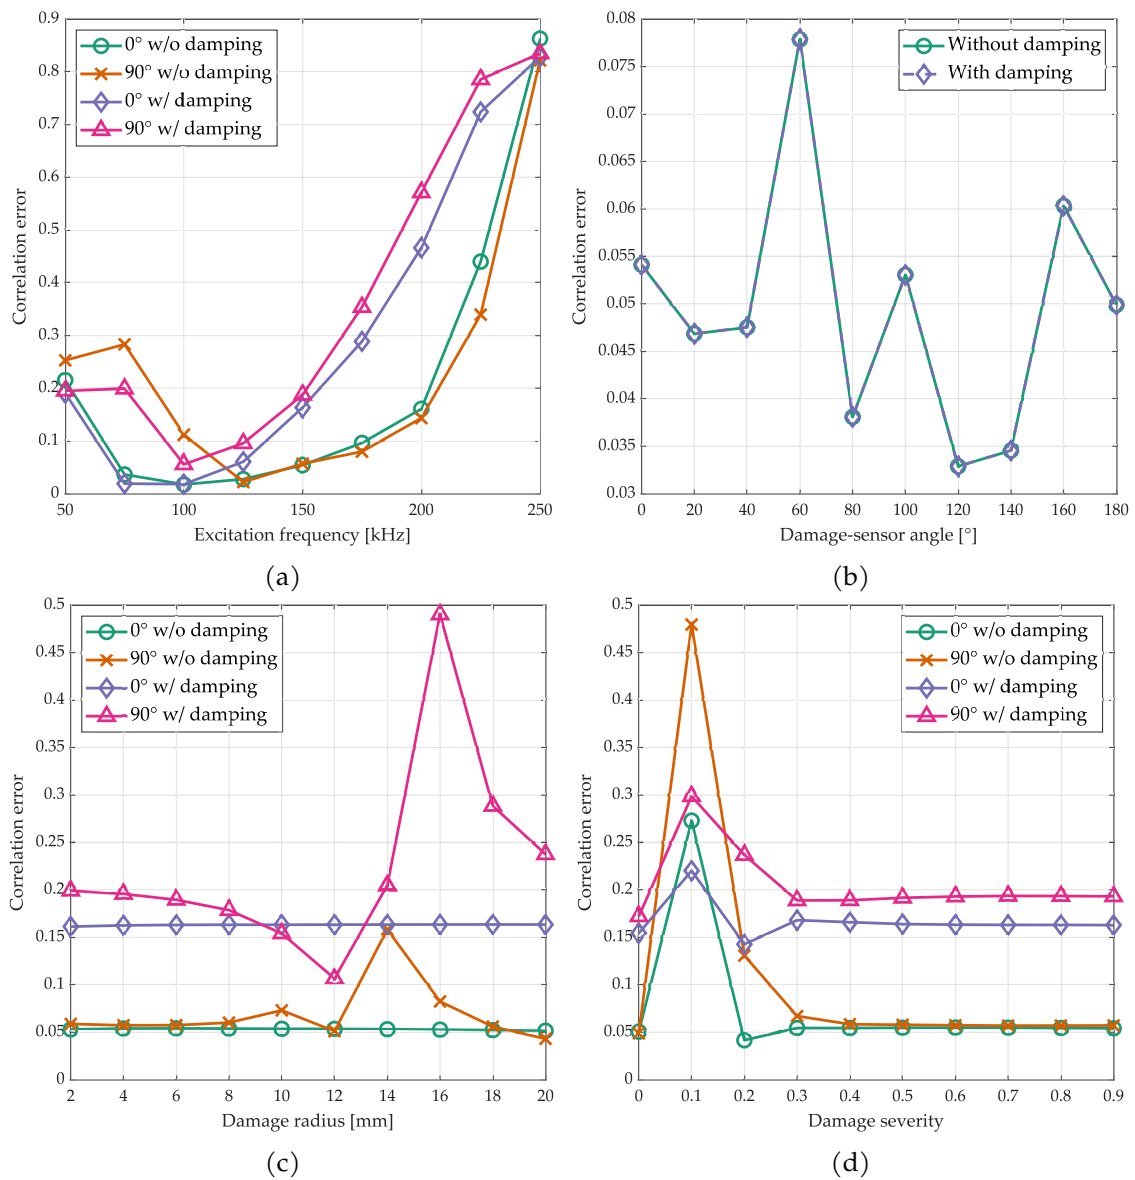 0.9
0.8
0.7
0.6
0.5
0.4
0.3
0.2
0.1
0
Correlation error
0° w/o damping
90° w/o damping
0° w/ damping
90° w/ damping
50 100 150 200 250
Excitation frequency [kHz]
(a)
0.08
0.075
0.07
0.065
0.06
0.055
0.05
0.045
0.04
0.035
0.03
Correlation error
Without damping
With damping
0 20 40 60 80 100 120 140 160 180
Damage-sensor angle [°]
(b)
0.5
0.45
0.4
0.35
0.3
0.25
0.2
0.15
0.1
0.05
0
Correlation error
0° w/o damping
90° w/o damping
0° w/ damping
90° w/ damping
2 4 6 8 10 12 14 16 18 20
Damage radius [mm]
(c)
0.5
0.45
0.4
0.35
0.3
0.25
0.2
0.15
0.1
0.05
0
Correlation error
0° w/o damping
90° w/o damping
0° w/ damping
90° w/ damping
0 0.1 0.2 0.3 0.4 0.5 0.6 0.7 0.8 0.9
Damage severity
(d)